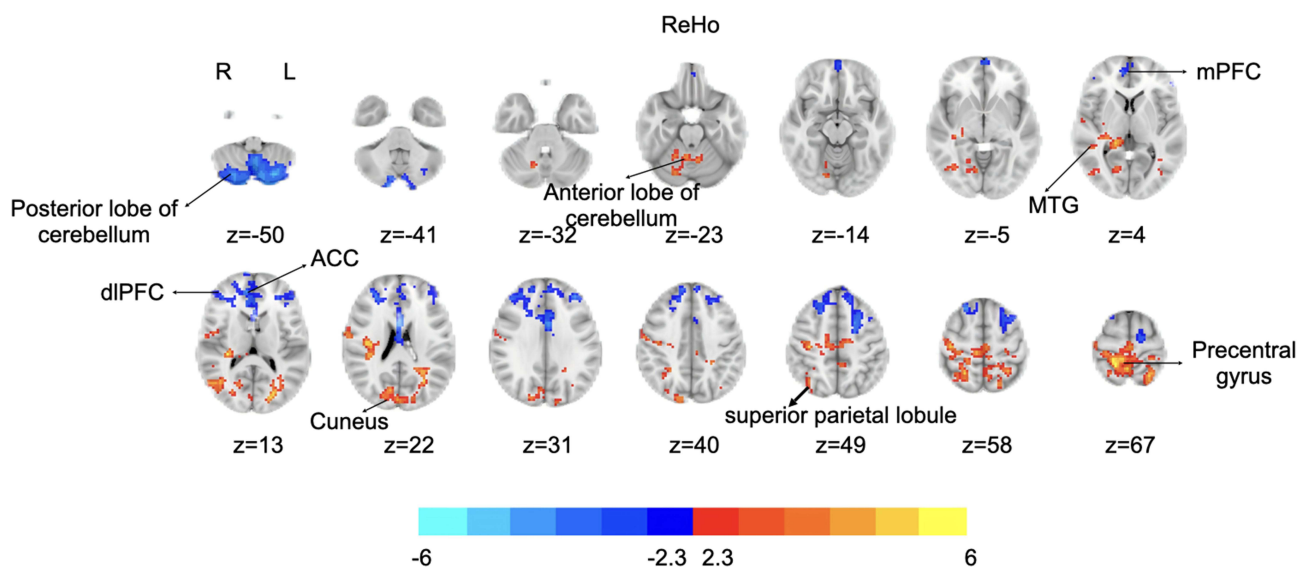 ReHo
R L
mPFC
Posterior lobe of
cerebellum
Anterior lobe of
cerebellum
MTG
z=-50 z=-41 z=-32 z=-23 z=-14 z=-5 z=4
ACC
dlPFC
Precentral
gyrus
Cuneus
superior parietal lobule
z=13 z=22 z=31 z=40 z=49 z=58 z=67
-6 -2.3 2.3 6